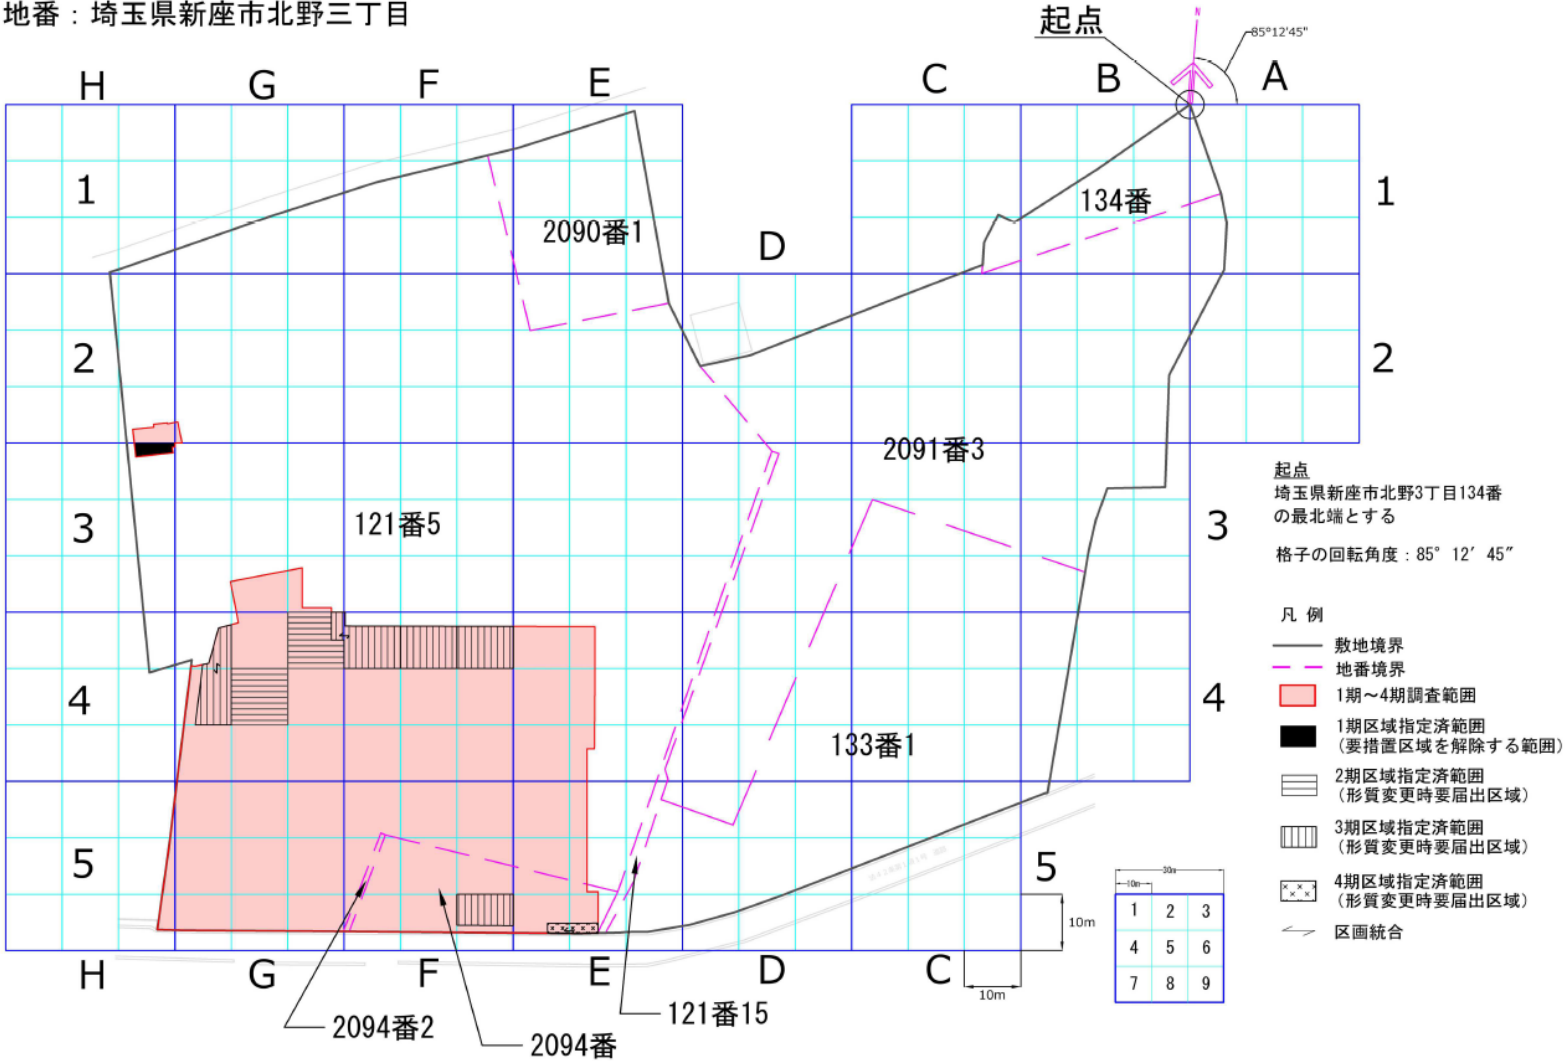 地番：埼玉県新座市北野三丁目
起点
N
85°12'45"
H
G
F
E
C
B
A
1
2090番1
134番
1
D
2
2
2091番3
起点
埼玉県新座市北野3丁目134番
の最北端とする
3
121番5
3
格子の回転角度：85° 12′ 45″
凡 例
敷地境界
地番境界
1期～4期調査範囲
1期区域指定済範囲
（要措置区域を解除する範囲）
2期区域指定済範囲
（形質変更時要届出区域）
3期区域指定済範囲
（形質変更時要届出区域）
4期区域指定済範囲
（形質変更時要届出区域）
区画統合
4
133番1
4
5
5
10m
30m
10m
1 2 3
4 5 6
7 8 9
H
G
F
E
D
C
10m
2094番2
2094番
121番15